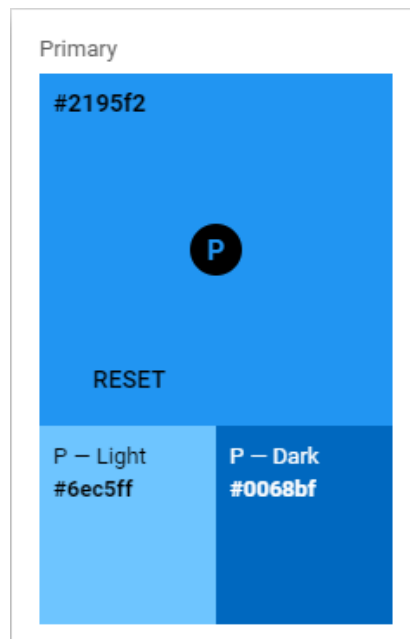 Primary
#2195f2
P
RESET
P — Light
#6ec5ff
P — Dark
#0068bf